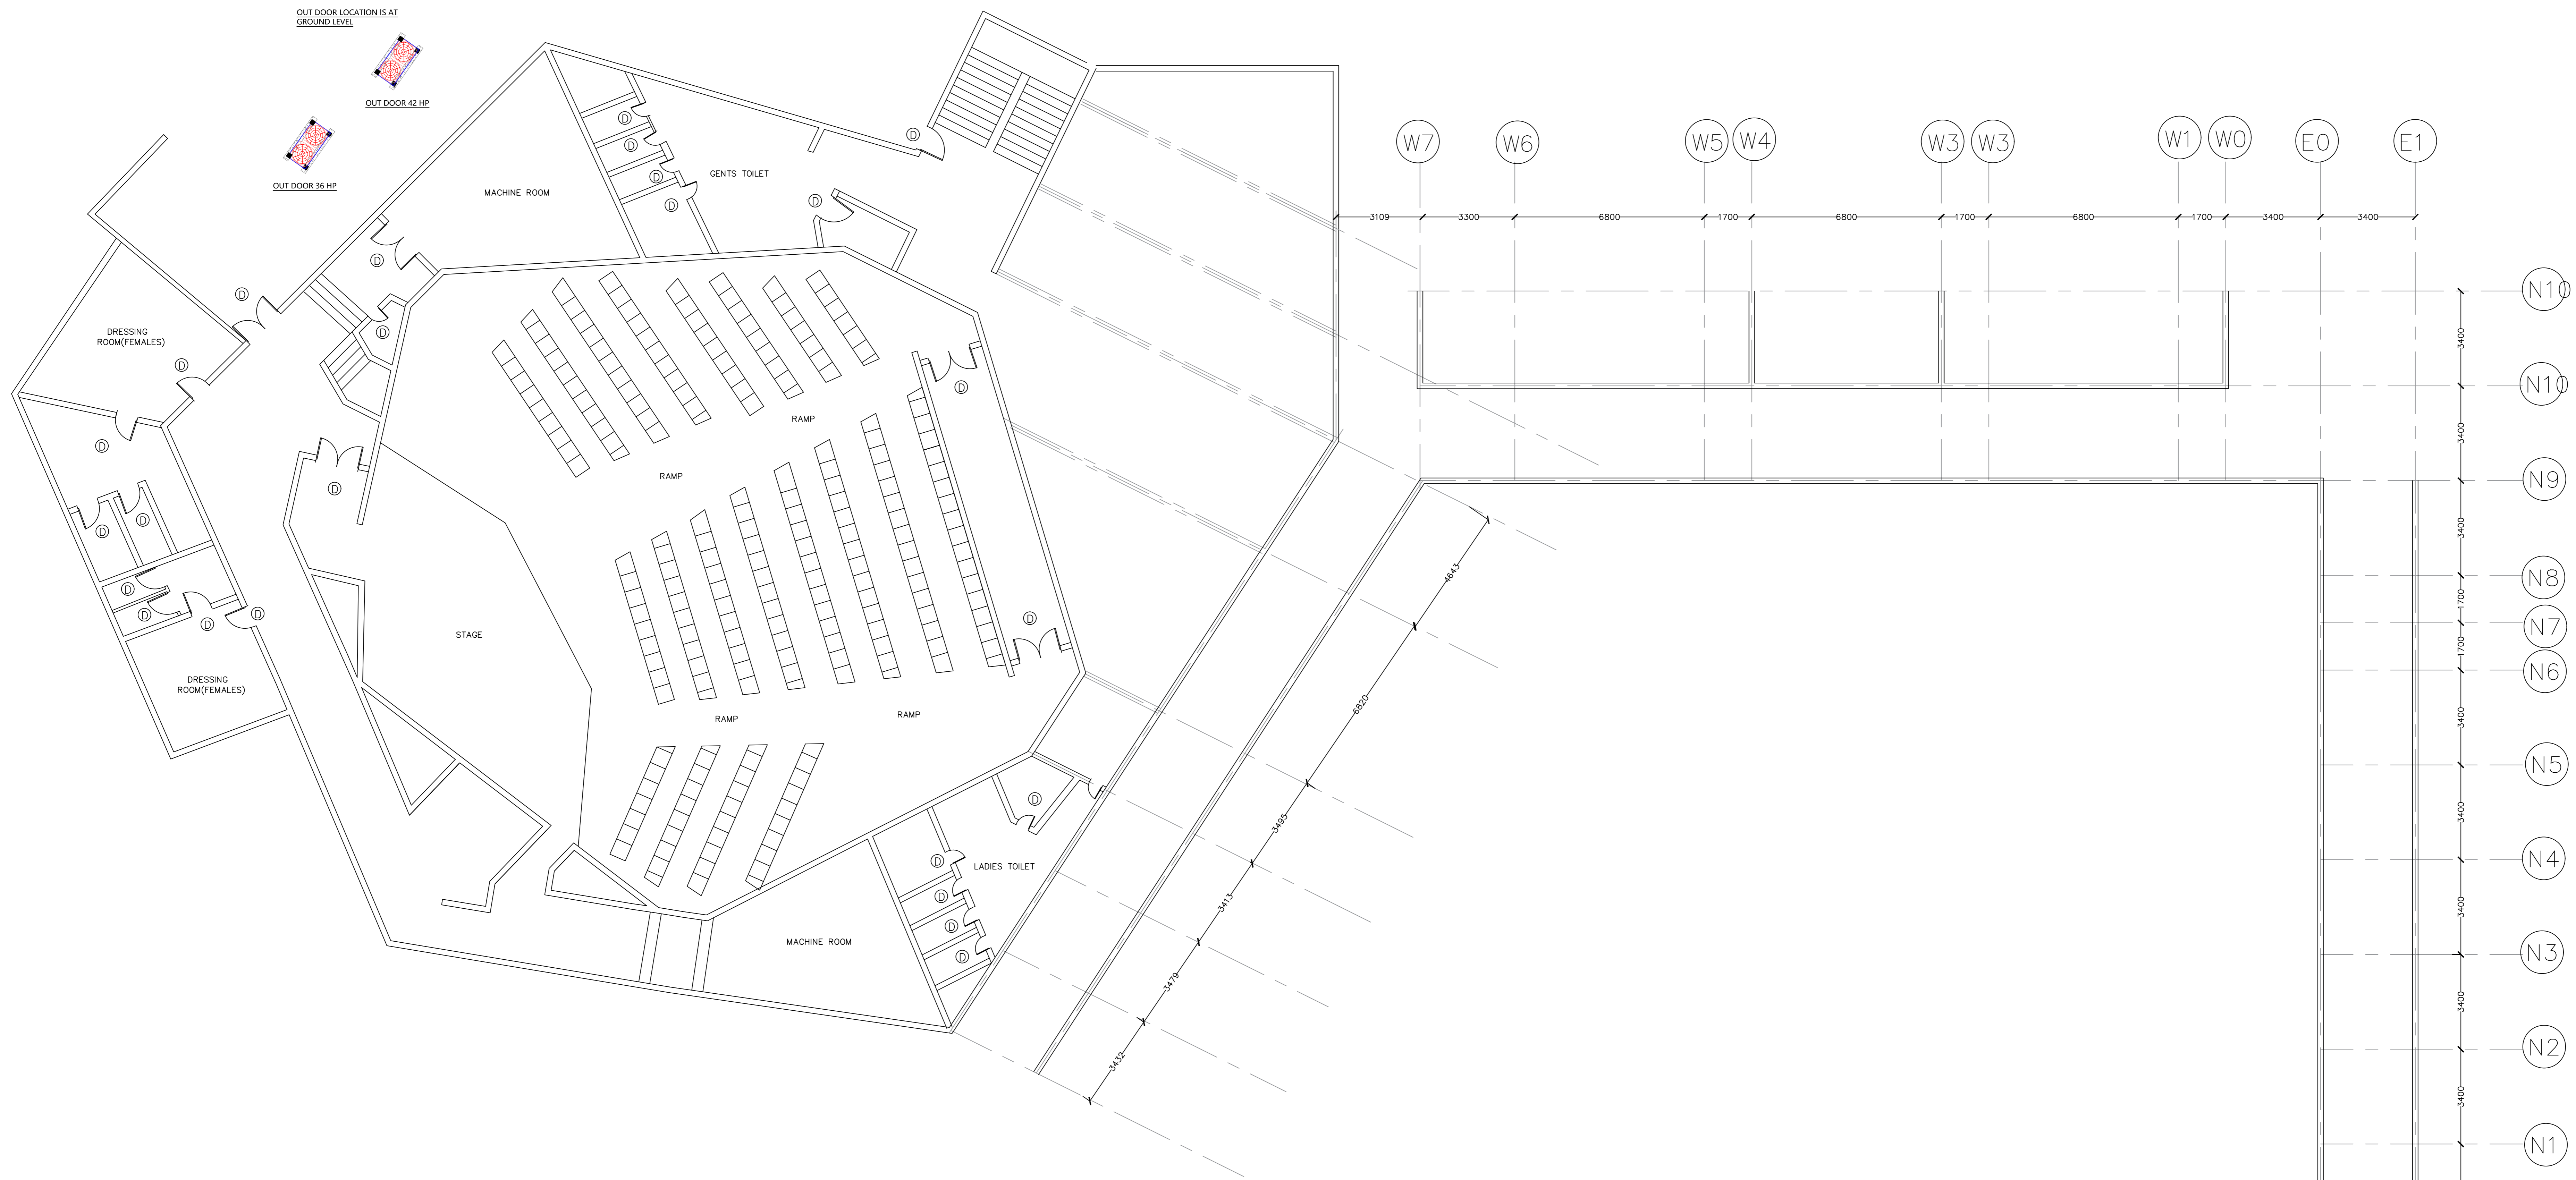 OUT DOOR LOCATION IS AT
GROUND LEVEL
OUT DOOR 42 HP
OUT DOOR 36 HP
W7
W6
W5
W4
W3
W3
W1
W0
E0
E1
3109
3300
6800
1700
6800
1700
6800
1700
3400
3400
D
D
D
D
D
D
MACHINE ROOM
GENTS TOILET
D
D
D
D
DRESSING
ROOM(FEMALES)
D
D
D
RAMP
RAMP
D
D
D
D
D
D
D
D
D
STAGE
DRESSING
ROOM(FEMALES)
RAMP
RAMP
D
D
LADIES TOILET
D
D
D
MACHINE ROOM
4643
6820
3495
3413
3479
3432
N10
3400
N10
3400
N9
3400
N8
1700
N7
1700
N6
3400
N5
3400
N4
3400
N3
3400
N2
3400
N1